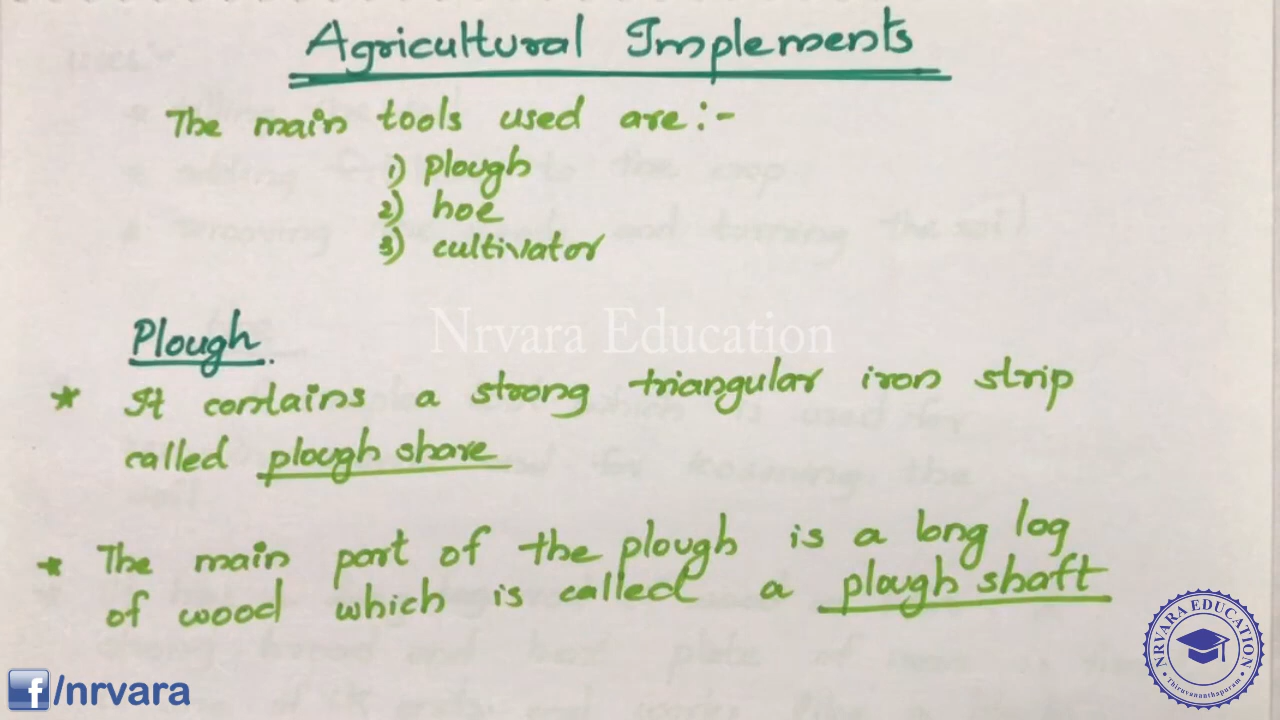 Agricultural Implements
The main tools used are:-
1) plough
2) hoe
3) cultivator
Nrvara Education
Plough.
* It contains a strong triangular iron strip
called plough share
* The main part of the plough is a long log
of wood which is called a plough shaft
NRVARA EDUCATION
Thiruvananthapuram
f/nrvara